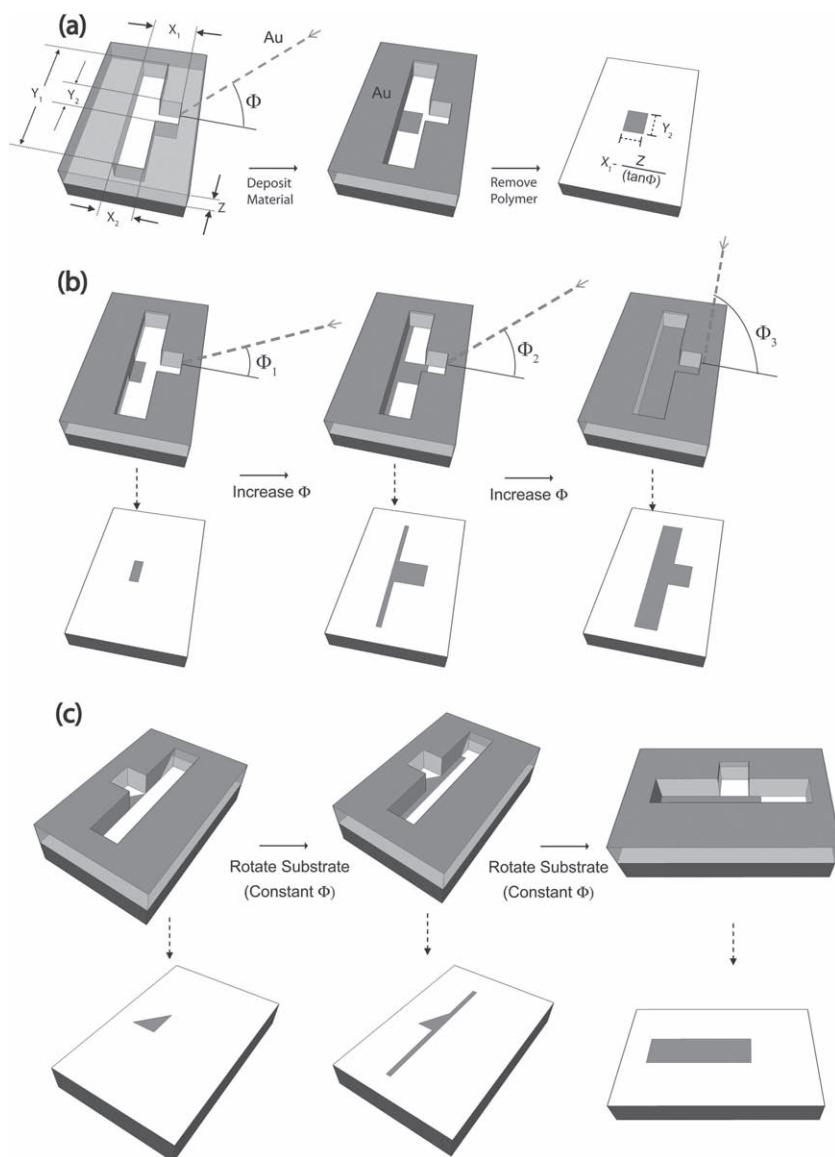 (a)
X₁
Au
Φ
Y₁
Y₂
X₂
Z
Deposit
Material
Au
Remove
Polymer
Y₂
X₁- Z/(tanΦ)
(b)
Φ₁
Φ₂
Φ₃
Increase Φ
Increase Φ
(c)
Rotate Substrate
(Constant Φ)
Rotate Substrate
(Constant Φ)